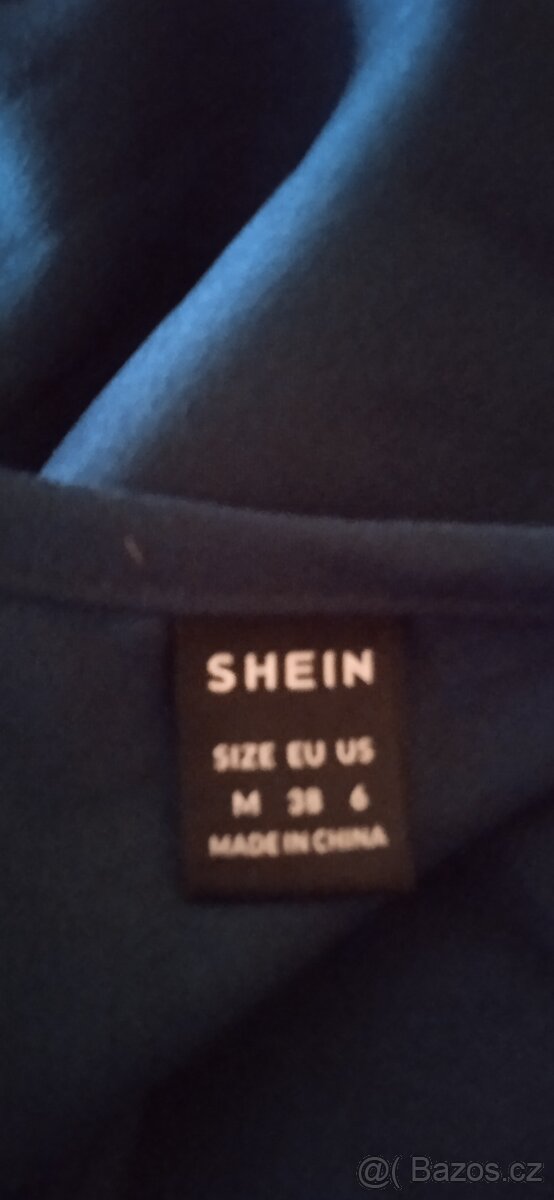 SHEIN
SIZE EU US
M 38 6
MADE IN CHINA
@( Bazos.cz